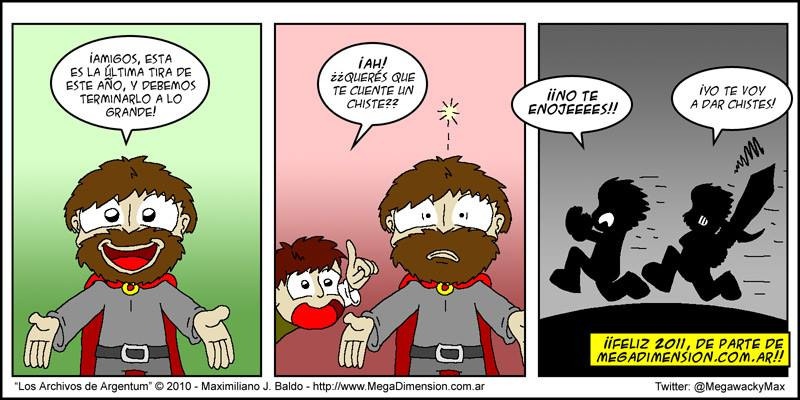 ¡AMIGOS, ESTA
ES LA ÚLTIMA TIRA DE
ESTE AÑO, Y DEBEMOS
TERMINARLO A LO
GRANDE!
¡AH!
¿¿QUERÉS QUE
TE CUENTE UN
CHISTE??
¡¡NO TE
ENOJEEEES!!
¡YO TE VOY
A DAR CHISTES!
¡¡FELIZ 2011, DE PARTE DE
MEGADIMENSION.COM.AR!!
"Los Archivos de Argentum" © 2010 - Maximiliano J. Baldo - http://www.MegaDimension.com.ar
Twitter: @MegawackyMax